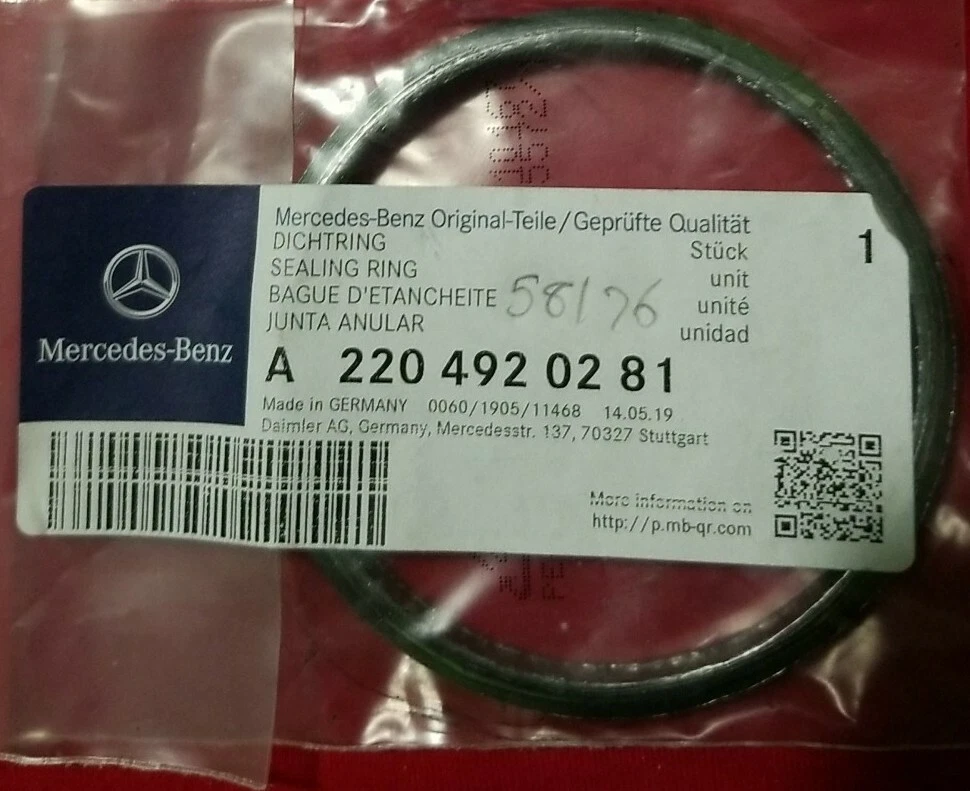 Mercedes-Benz Original-Teile/Geprüfte Qualität
DICHTRING Stück 1
SEALING RING unit
BAGUE D'ETANCHEITE unité
JUNTA ANULAR unidad
58176
Mercedes-Benz
A 220 492 02 81
Made in GERMANY 0060/1905/11468 14.05.19
Daimler AG, Germany, Mercedesstr. 137, 70327 Stuttgart
More information on
http://p.mb-qr.com